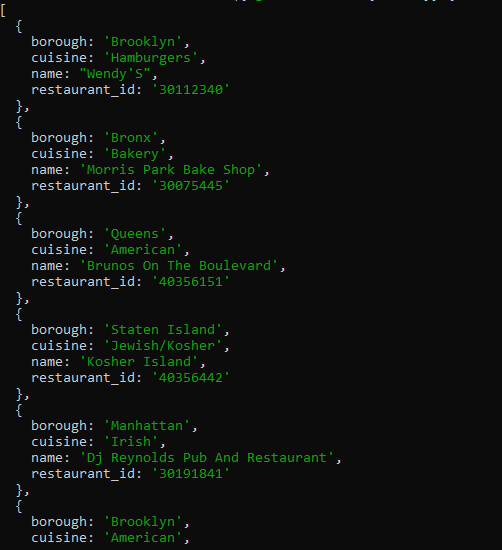 [
  {
    borough: 'Brooklyn',
    cuisine: 'Hamburgers',
    name: "Wendy'S",
    restaurant_id: '30112340'
  },
  {
    borough: 'Bronx',
    cuisine: 'Bakery',
    name: 'Morris Park Bake Shop',
    restaurant_id: '30075445'
  },
  {
    borough: 'Queens',
    cuisine: 'American',
    name: 'Brunos On The Boulevard',
    restaurant_id: '40356151'
  },
  {
    borough: 'Staten Island',
    cuisine: 'Jewish/Kosher',
    name: 'Kosher Island',
    restaurant_id: '40356442'
  },
  {
    borough: 'Manhattan',
    cuisine: 'Irish',
    name: 'Dj Reynolds Pub And Restaurant',
    restaurant_id: '30191841'
  },
  {
    borough: 'Brooklyn',
    cuisine: 'American',